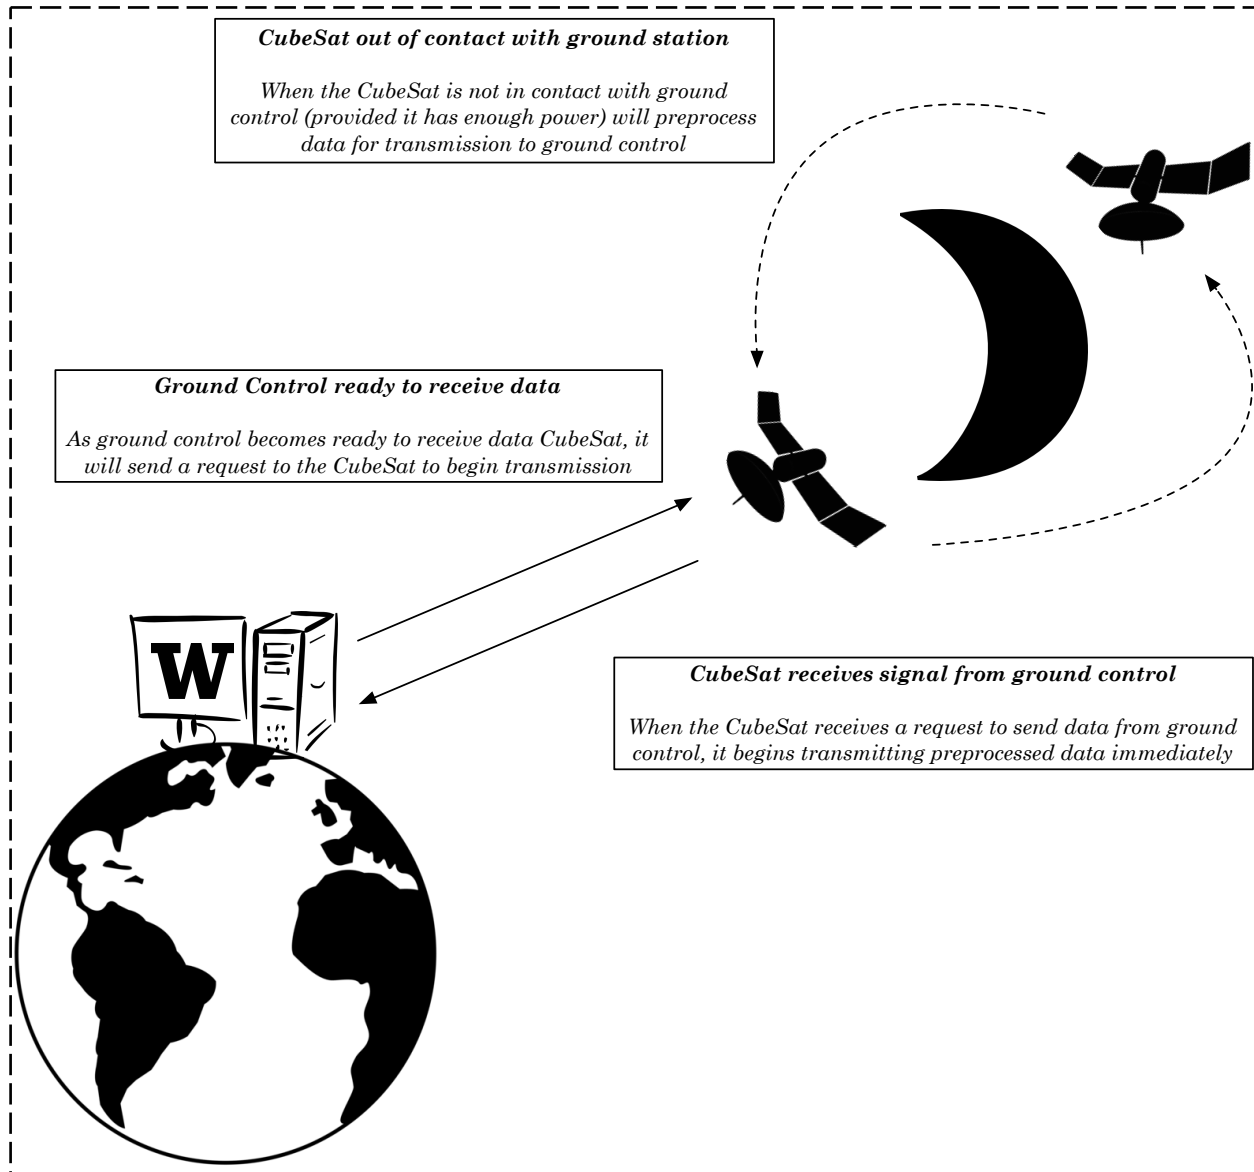 CubeSat out of contact with ground station
When the CubeSat is not in contact with ground
control (provided it has enough power) will preprocess
data for transmission to ground control
Ground Control ready to receive data
As ground control becomes ready to receive data CubeSat, it
will send a request to the CubeSat to begin transmission
W
CubeSat receives signal from ground control
When the CubeSat receives a request to send data from ground
control, it begins transmitting preprocessed data immediately